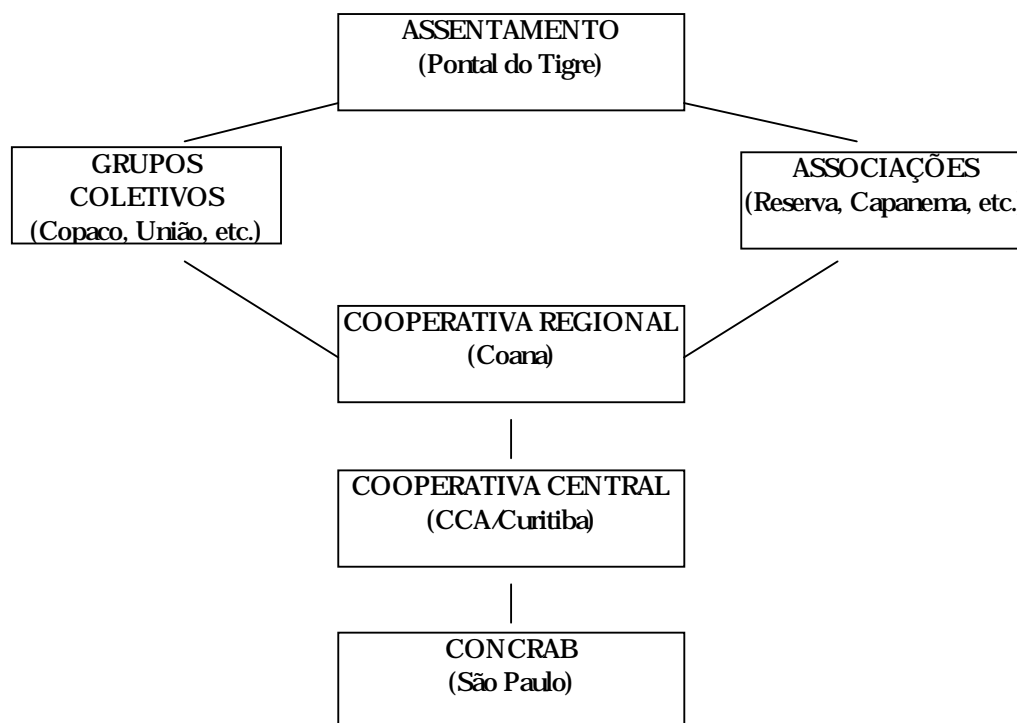 ASSENTAMENTO
(Pontal do Tigre)
GRUPOS
COLETIVOS
(Copaco, União, etc.)
ASSOCIAÇÕES
(Reserva, Capanema, etc.
COOPERATIVA REGIONAL
(Coana)
COOPERATIVA CENTRAL
(CCA/Curitiba)
CONCRAB
(São Paulo)